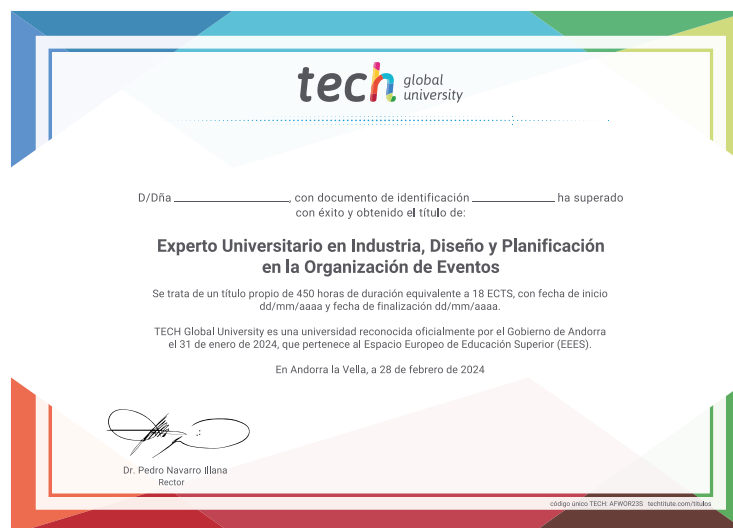 tech global university
D/Dña ____________________, con documento de identificación ______________ ha superado
con éxito y obtenido el título de:
Experto Universitario en Industria, Diseño y Planificación
en la Organización de Eventos
Se trata de un título propio de 450 horas de duración equivalente a 18 ECTS, con fecha de inicio
dd/mm/aaaa y fecha de finalización dd/mm/aaaa.
TECH Global University es una universidad reconocida oficialmente por el Gobierno de Andorra
el 31 de enero de 2024, que pertenece al Espacio Europeo de Educación Superior (EEES).
En Andorra la Vella, a 28 de febrero de 2024
Dr. Pedro Navarro Illana
Rector
código único TECH: AFWOR23S techtitute.com/titulos